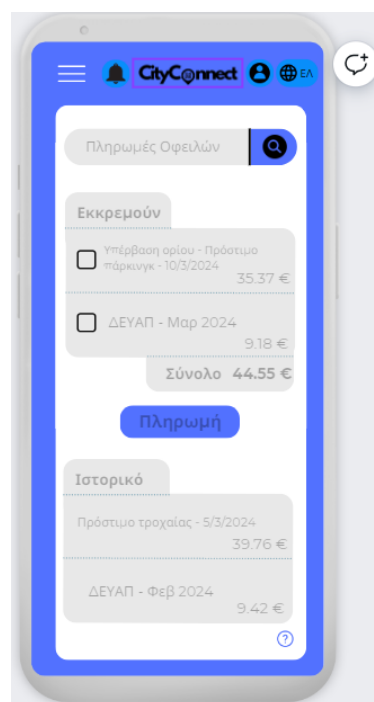 CityConnect ΕΛ
Πληρωμές Οφειλών
Εκκρεμούν
Υπέρβαση ορίου - Πρόστιμο
πάρκινγκ - 10/3/2024
35.37 €
ΔΕΥΑΠ - Μαρ 2024
9.18 €
Σύνολο 44.55 €
Πληρωμή
Ιστορικό
Πρόστιμο τροχαίας - 5/3/2024
39.76 €
ΔΕΥΑΠ - Φεβ 2024
9.42 €
?